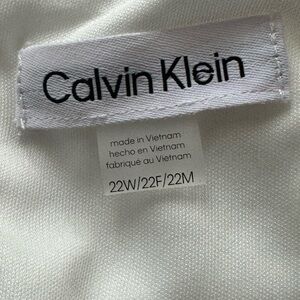 Calvin Klein
made in Vietnam
hecho en Vietnam
fabriqué au Vietnam
22W/22F/22M